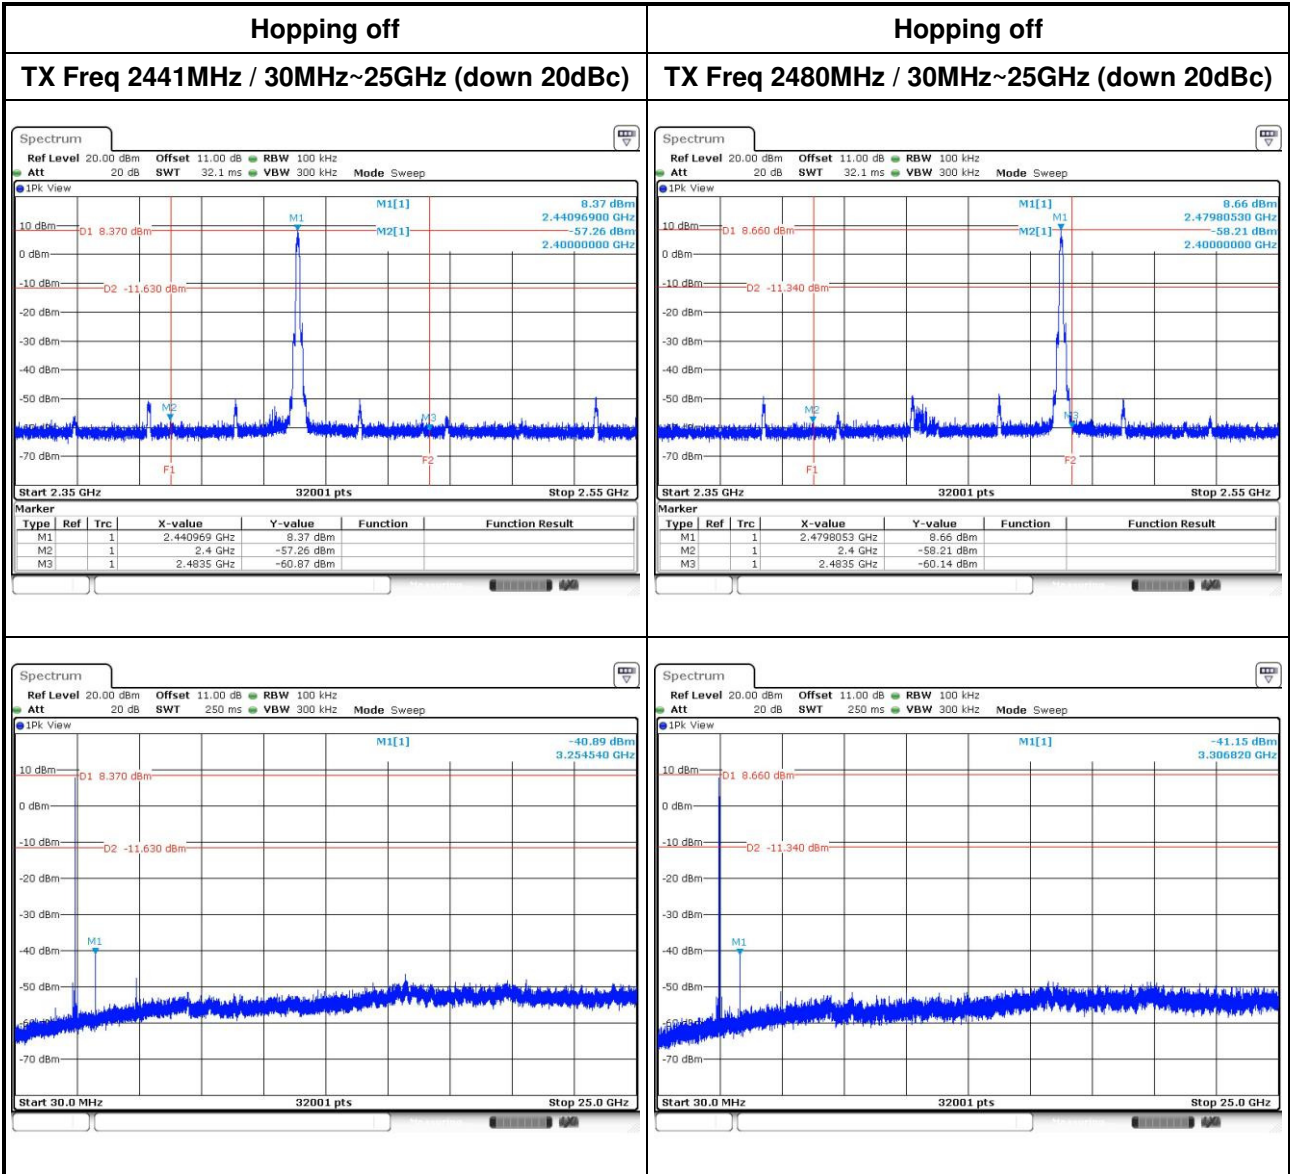 Hopping off
Hopping off
TX Freq 2441MHz / 30MHz~25GHz (down 20dBc)
TX Freq 2480MHz / 30MHz~25GHz (down 20dBc)
Spectrum
Ref Level 20.00 dBm Offset 11.00 dB RBW 100 kHz
Att 20 dB SWT 32.1 ms VBW 300 kHz Mode Sweep
1Pk View
M1[1] 8.37 dBm
2.44096900 GHz
M2[1] -57.26 dBm
2.40000000 GHz
M1
10 dBm
D1 8.370 dBm
0 dBm
-10 dBm
D2 -11.630 dBm
-20 dBm
-30 dBm
-40 dBm
-50 dBm
M2
M3
-70 dBm
F1
F2
Start 2.35 GHz 32001 pts Stop 2.55 GHz
Marker
Type Ref Trc X-value Y-value Function Function Result
M1 1 2.440969 GHz 8.37 dBm
M2 1 2.4 GHz -57.26 dBm
M3 1 2.4835 GHz -60.87 dBm
Spectrum
Ref Level 20.00 dBm Offset 11.00 dB RBW 100 kHz
Att 20 dB SWT 32.1 ms VBW 300 kHz Mode Sweep
1Pk View
M1[1] 8.66 dBm
2.47980530 GHz
M2[1] -58.21 dBm
2.40000000 GHz
M1
10 dBm
D1 8.660 dBm
0 dBm
-10 dBm
D2 -11.340 dBm
-20 dBm
-30 dBm
-40 dBm
-50 dBm
M2
M3
-70 dBm
F1
F2
Start 2.35 GHz 32001 pts Stop 2.55 GHz
Marker
Type Ref Trc X-value Y-value Function Function Result
M1 1 2.4798053 GHz 8.66 dBm
M2 1 2.4 GHz -58.21 dBm
M3 1 2.4835 GHz -60.14 dBm
Spectrum
Ref Level 20.00 dBm Offset 11.00 dB RBW 100 kHz
Att 20 dB SWT 250 ms VBW 300 kHz Mode Sweep
1Pk View
M1[1] -40.89 dBm
3.254540 GHz
10 dBm
D1 8.370 dBm
0 dBm
-10 dBm
D2 -11.630 dBm
-20 dBm
-30 dBm
M1
-40 dBm
-50 dBm
-70 dBm
Start 30.0 MHz 32001 pts Stop 25.0 GHz
Spectrum
Ref Level 20.00 dBm Offset 11.00 dB RBW 100 kHz
Att 20 dB SWT 250 ms VBW 300 kHz Mode Sweep
1Pk View
M1[1] -41.15 dBm
3.306820 GHz
10 dBm
D1 8.660 dBm
0 dBm
-10 dBm
D2 -11.340 dBm
-20 dBm
-30 dBm
M1
-40 dBm
-50 dBm
-70 dBm
Start 30.0 MHz 32001 pts Stop 25.0 GHz